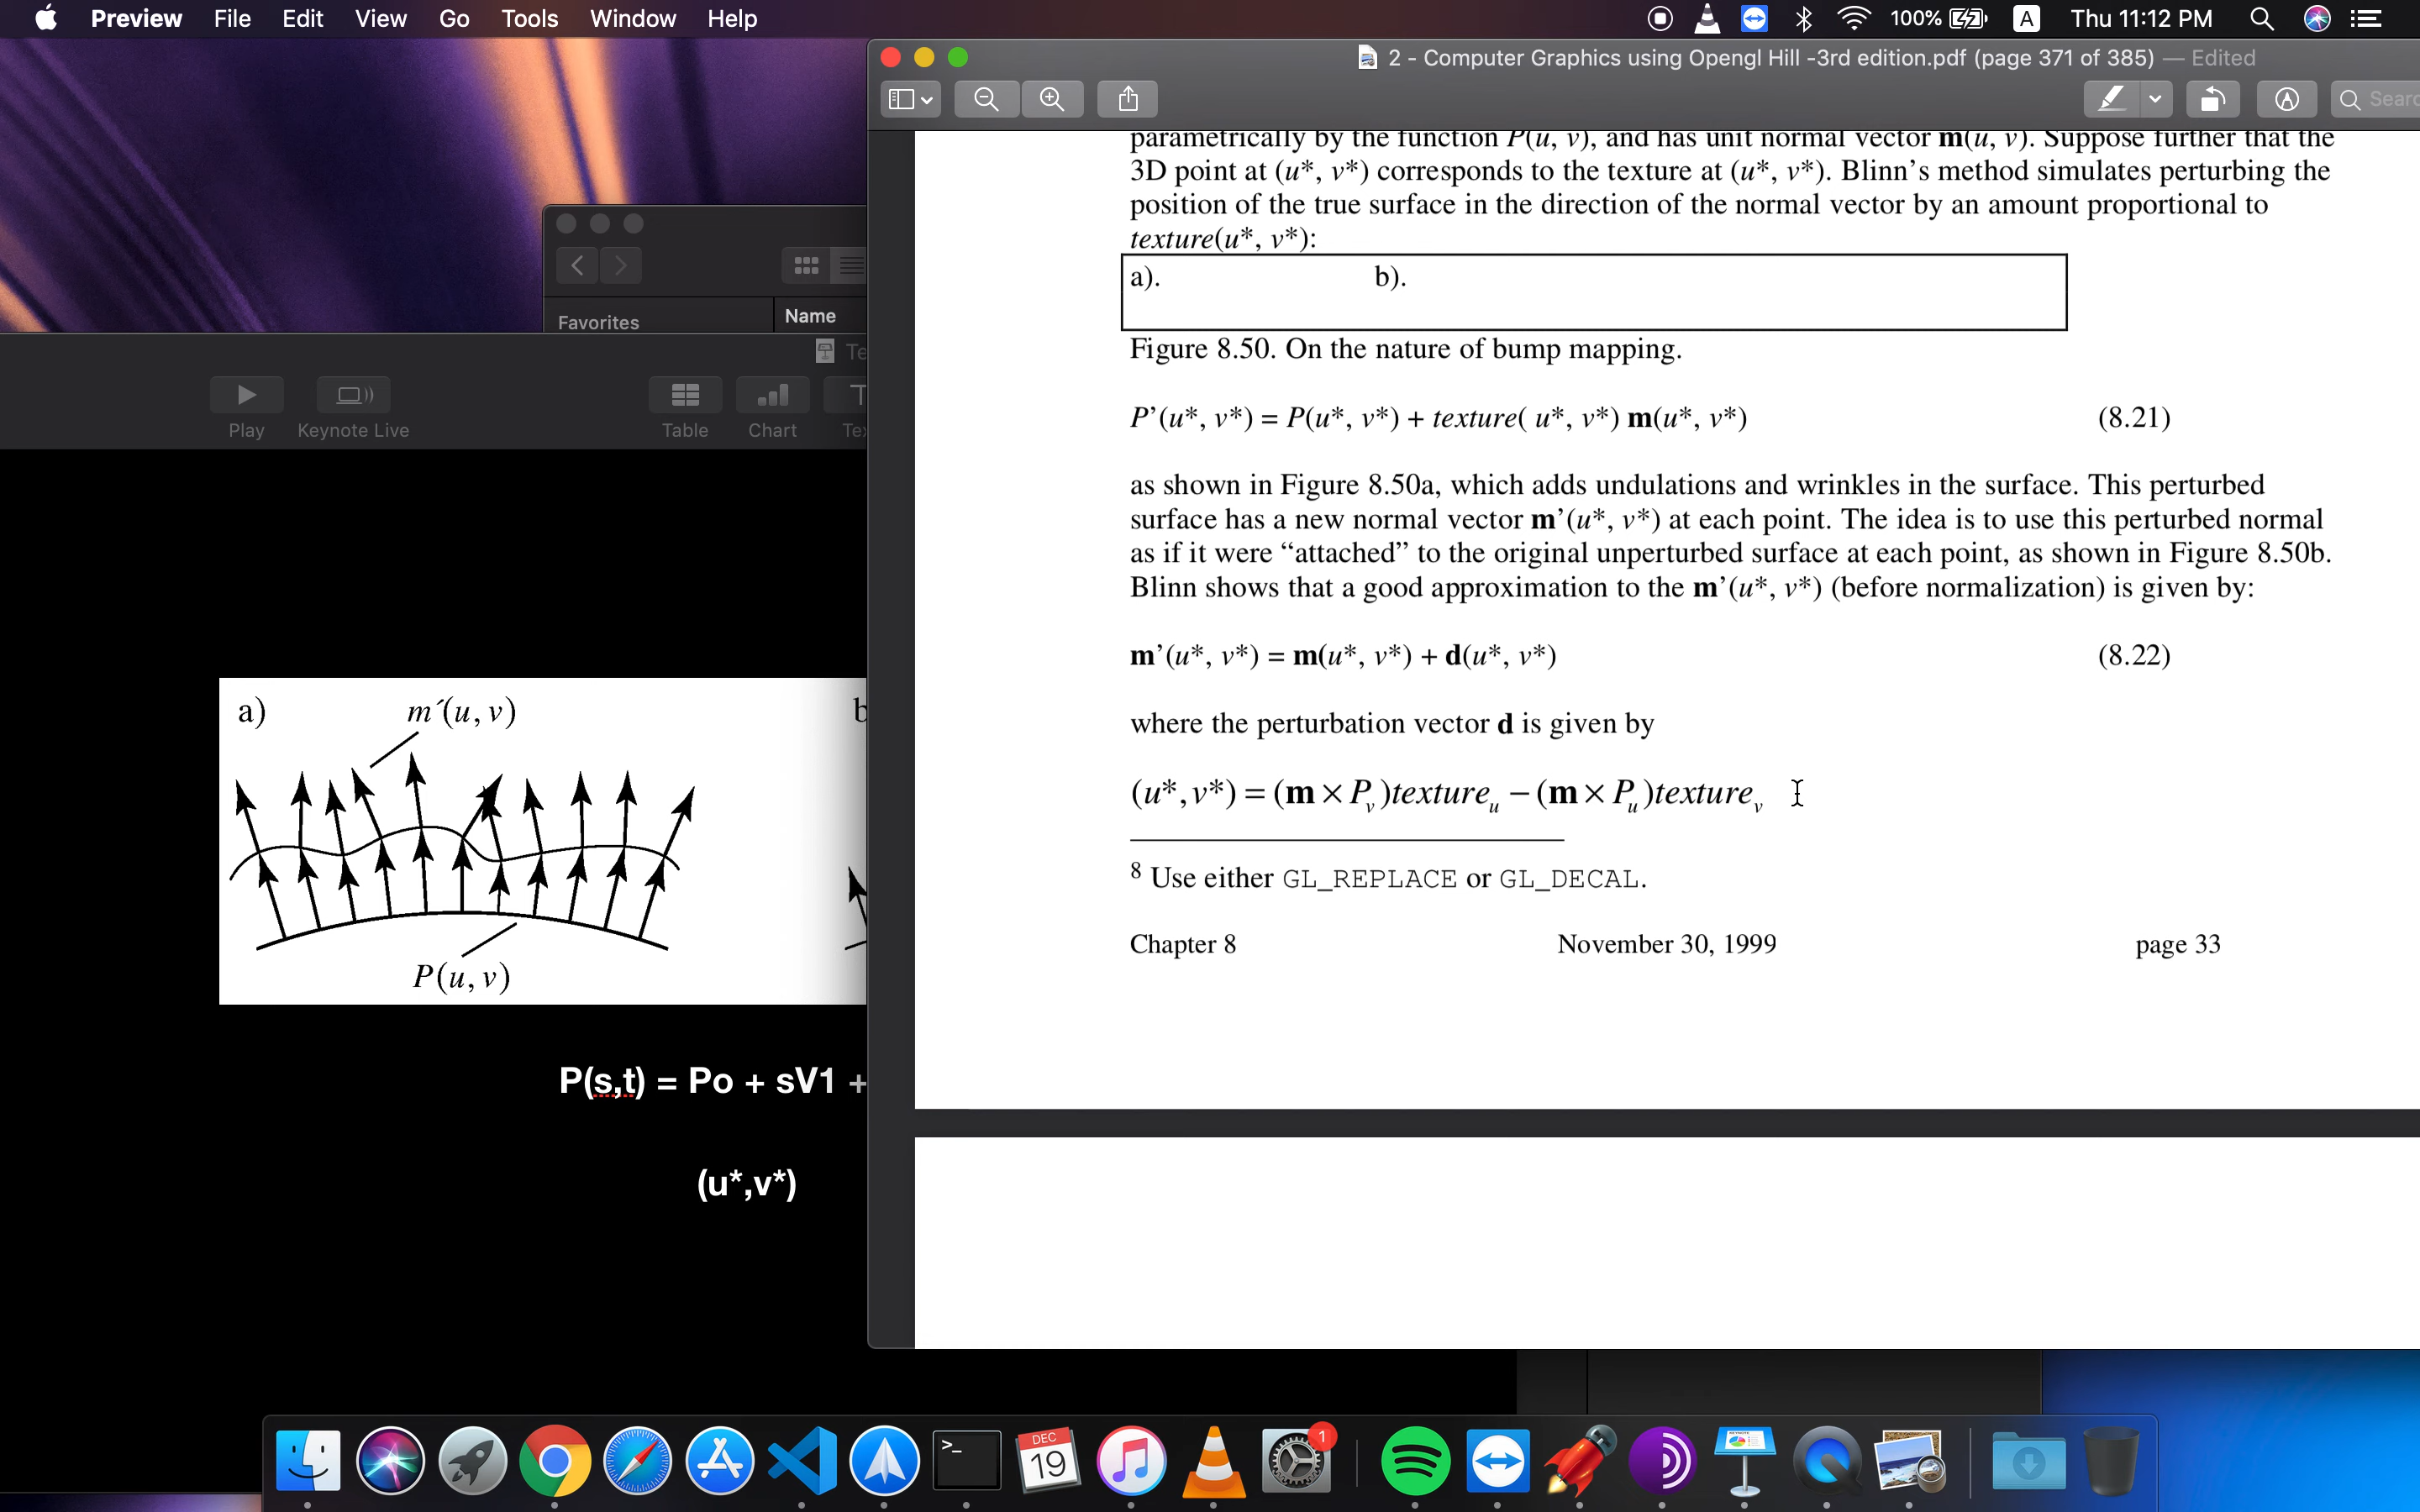 Preview File Edit View Go Tools Window Help
100% A Thu 11:12 PM
2 - Computer Graphics using Opengl Hill -3rd edition.pdf (page 371 of 385) — Edited
parametrically by the function P(u, v), and has unit normal vector m(u, v). Suppose further that the
3D point at (u*, v*) corresponds to the texture at (u*, v*). Blinn's method simulates perturbing the
position of the true surface in the direction of the normal vector by an amount proportional to
texture(u*, v*):
a). b).
Figure 8.50. On the nature of bump mapping.
P’(u*, v*) = P(u*, v*) + texture( u*, v*) m(u*, v*) (8.21)
as shown in Figure 8.50a, which adds undulations and wrinkles in the surface. This perturbed
surface has a new normal vector m’(u*, v*) at each point. The idea is to use this perturbed normal
as if it were “attached” to the original unperturbed surface at each point, as shown in Figure 8.50b.
Blinn shows that a good approximation to the m’(u*, v*) (before normalization) is given by:
m’(u*, v*) = m(u*, v*) + d(u*, v*) (8.22)
where the perturbation vector d is given by
(u*,v*) = (m × Pv)textureu − (m × Pu)texturev
8 Use either GL_REPLACE or GL_DECAL.
Chapter 8 November 30, 1999 page 33
Favorites
Name
Play
Keynote Live
Table
Chart
a)
m´(u, v)
P(u, v)
P(s,t) = Po + sV1 +
(u*,v*)
DEC
19
1